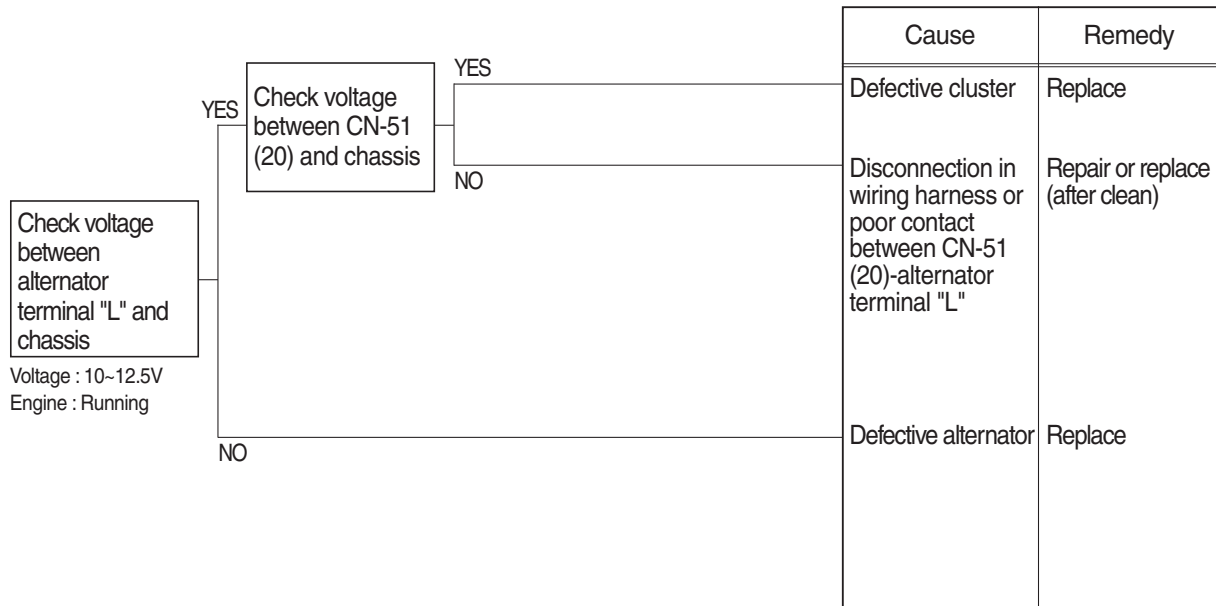 Cause
Remedy
YES
Defective cluster
Replace
YES
Check voltage
between CN-51
(20) and chassis
NO
Disconnection in
wiring harness or
poor contact
between CN-51
(20)-alternator
terminal "L"
Repair or replace
(after clean)
Check voltage
between
alternator
terminal "L" and
chassis
Voltage : 10~12.5V
Engine : Running
NO
Defective alternator
Replace